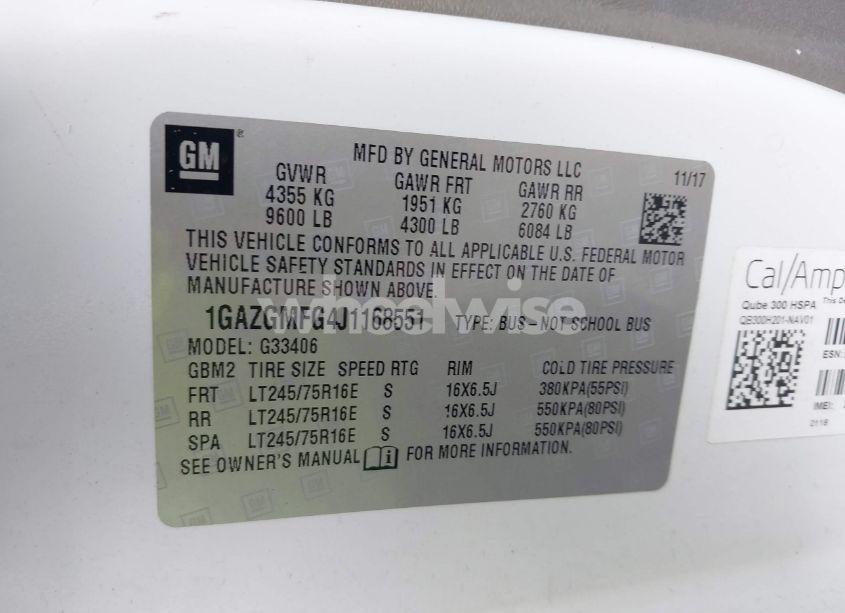 GM®
MFD BY GENERAL MOTORS LLC
11/17
GVWR GAWR FRT GAWR RR
4355 KG 1951 KG 2760 KG
9600 LB 4300 LB 6084 LB
THIS VEHICLE CONFORMS TO ALL APPLICABLE U.S. FEDERAL MOTOR
VEHICLE SAFETY STANDARDS IN EFFECT ON THE DATE OF
MANUFACTURE SHOWN ABOVE.
1GAZGMFG4J1168551 TYPE: BUS-NOT SCHOOL BUS
MODEL: G33406
GBM2 TIRE SIZE SPEED RTG RIM COLD TIRE PRESSURE
FRT LT245/75R16E S 16X6.5J 380KPA(55PSI)
RR LT245/75R16E S 16X6.5J 550KPA(80PSI)
SPA LT245/75R16E S 16X6.5J 550KPA(80PSI)
SEE OWNER'S MANUAL i FOR MORE INFORMATION.
wheelwise
Cal/Amp
Qube 300 HSPA This De
QB300H201-NAV01
ESN:
IMEI:
0118